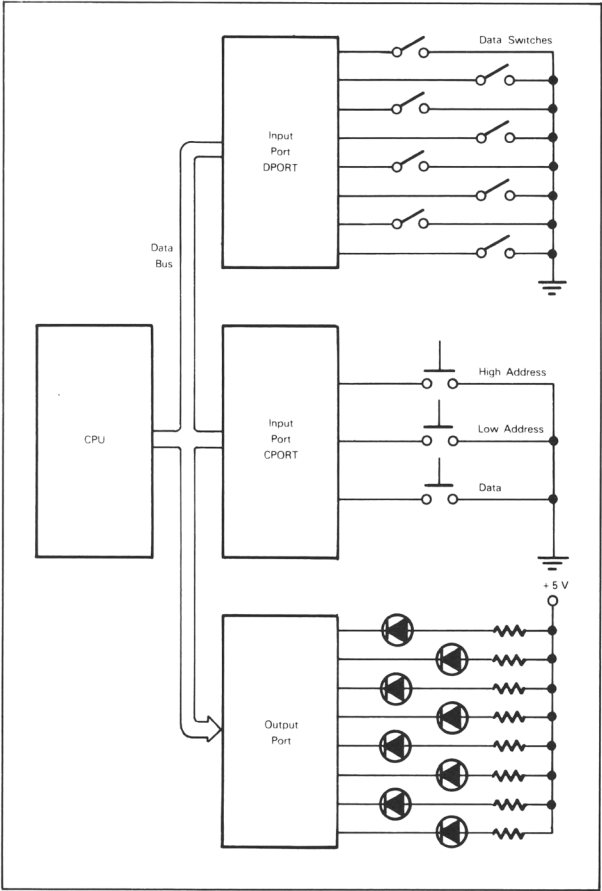 Data Switches
Input
Port
DPORT
Data
Bus
CPU
Input
Port
CPORT
High Address
Low Address
Data
+ 5 V
Output
Port